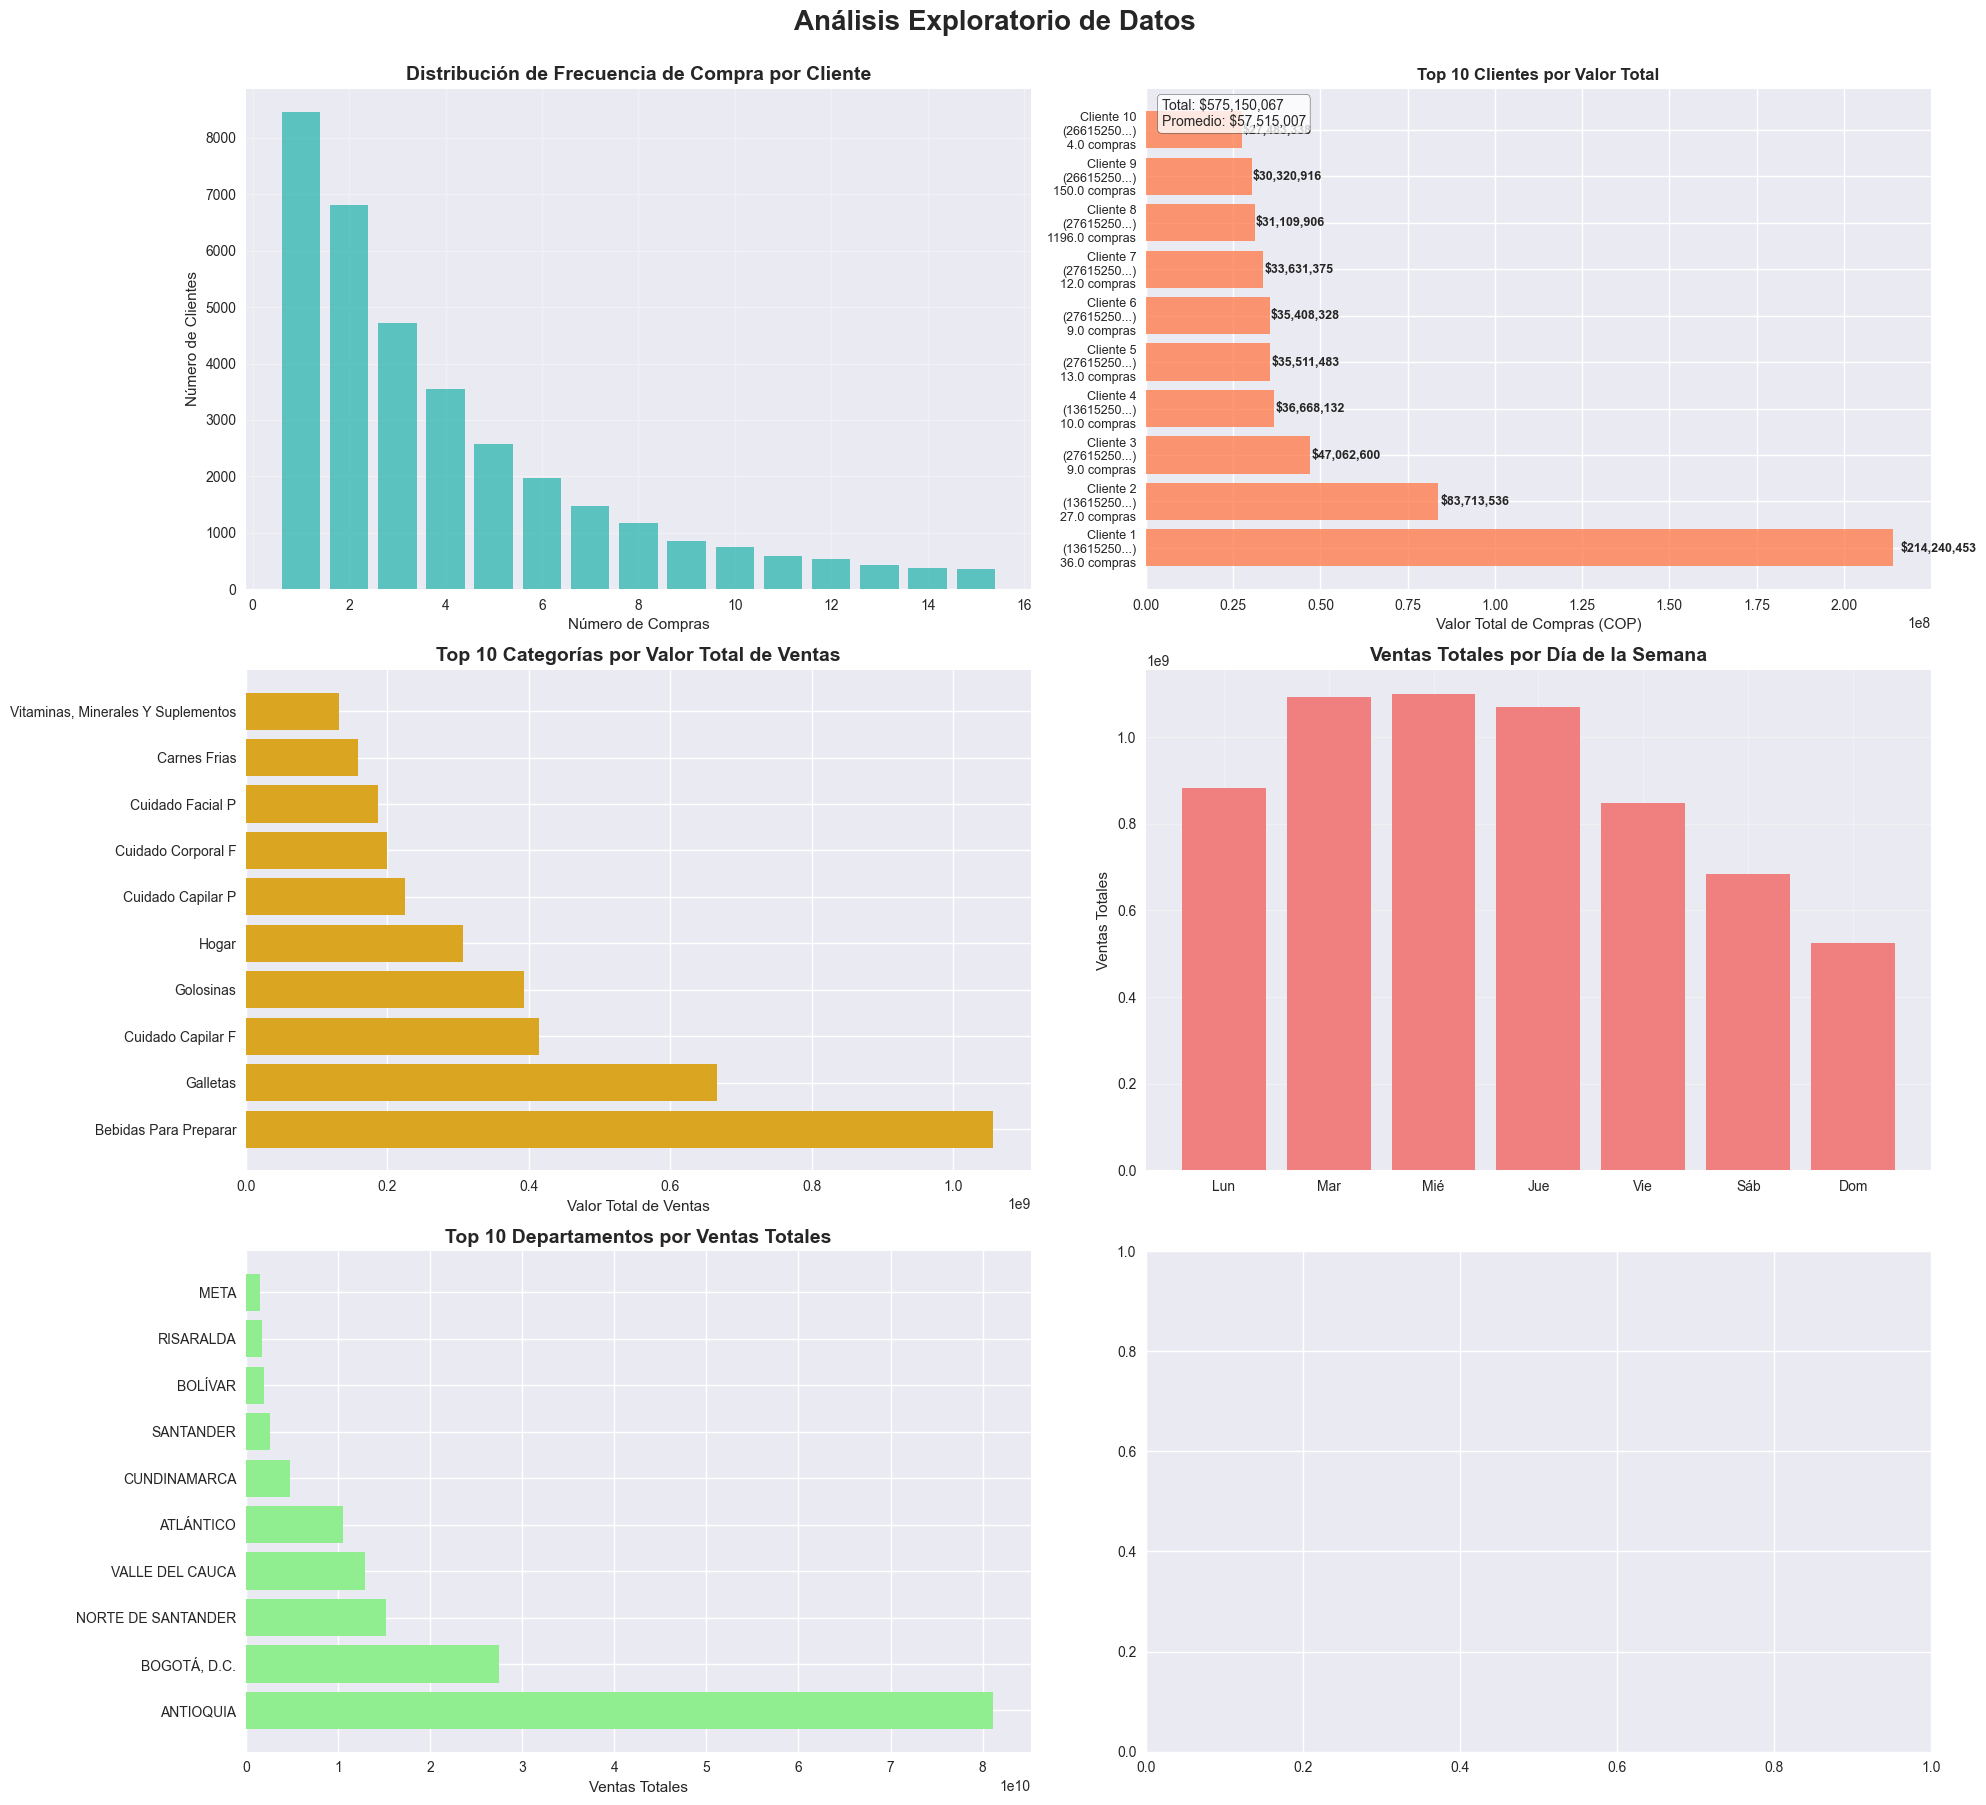 Análisis Exploratorio de Datos
Distribución de Frecuencia de Compra por Cliente
Número de Clientes
8000
7000
6000
5000
4000
3000
2000
1000
0
0 2 4 6 8 10 12 14 16
Número de Compras
Top 10 Clientes por Valor Total
Total: $575,150,067
Promedio: $57,515,007
Cliente 10
(26615250...)
4.0 compras
Cliente 9
(26615250...)
150.0 compras
$30,320,916
Cliente 8
(27615250...)
1196.0 compras
$31,109,906
Cliente 7
(27615250...)
12.0 compras
$33,631,375
Cliente 6
(27615250...)
9.0 compras
$35,408,328
Cliente 5
(27615250...)
13.0 compras
$35,511,483
Cliente 4
(13615250...)
10.0 compras
$36,668,132
Cliente 3
(27615250...)
9.0 compras
$47,062,600
Cliente 2
(13615250...)
27.0 compras
$83,713,536
Cliente 1
(13615250...)
36.0 compras
$214,240,453
0.00 0.25 0.50 0.75 1.00 1.25 1.50 1.75 2.00
Valor Total de Compras (COP)
1e8
Top 10 Categorías por Valor Total de Ventas
Vitaminas, Minerales Y Suplementos
Carnes Frias
Cuidado Facial P
Cuidado Corporal F
Cuidado Capilar P
Hogar
Golosinas
Cuidado Capilar F
Galletas
Bebidas Para Preparar
0.0 0.2 0.4 0.6 0.8 1.0
Valor Total de Ventas
1e9
Ventas Totales por Día de la Semana
1e9
Ventas Totales
1.0
0.8
0.6
0.4
0.2
0.0
Lun Mar Mié Jue Vie Sáb Dom
Top 10 Departamentos por Ventas Totales
META
RISARALDA
BOLÍVAR
SANTANDER
CUNDINAMARCA
ATLÁNTICO
VALLE DEL CAUCA
NORTE DE SANTANDER
BOGOTÁ, D.C.
ANTIOQUIA
0 1 2 3 4 5 6 7 8
Ventas Totales
1e10
1.0
0.8
0.6
0.4
0.2
0.0
0.0 0.2 0.4 0.6 0.8 1.0